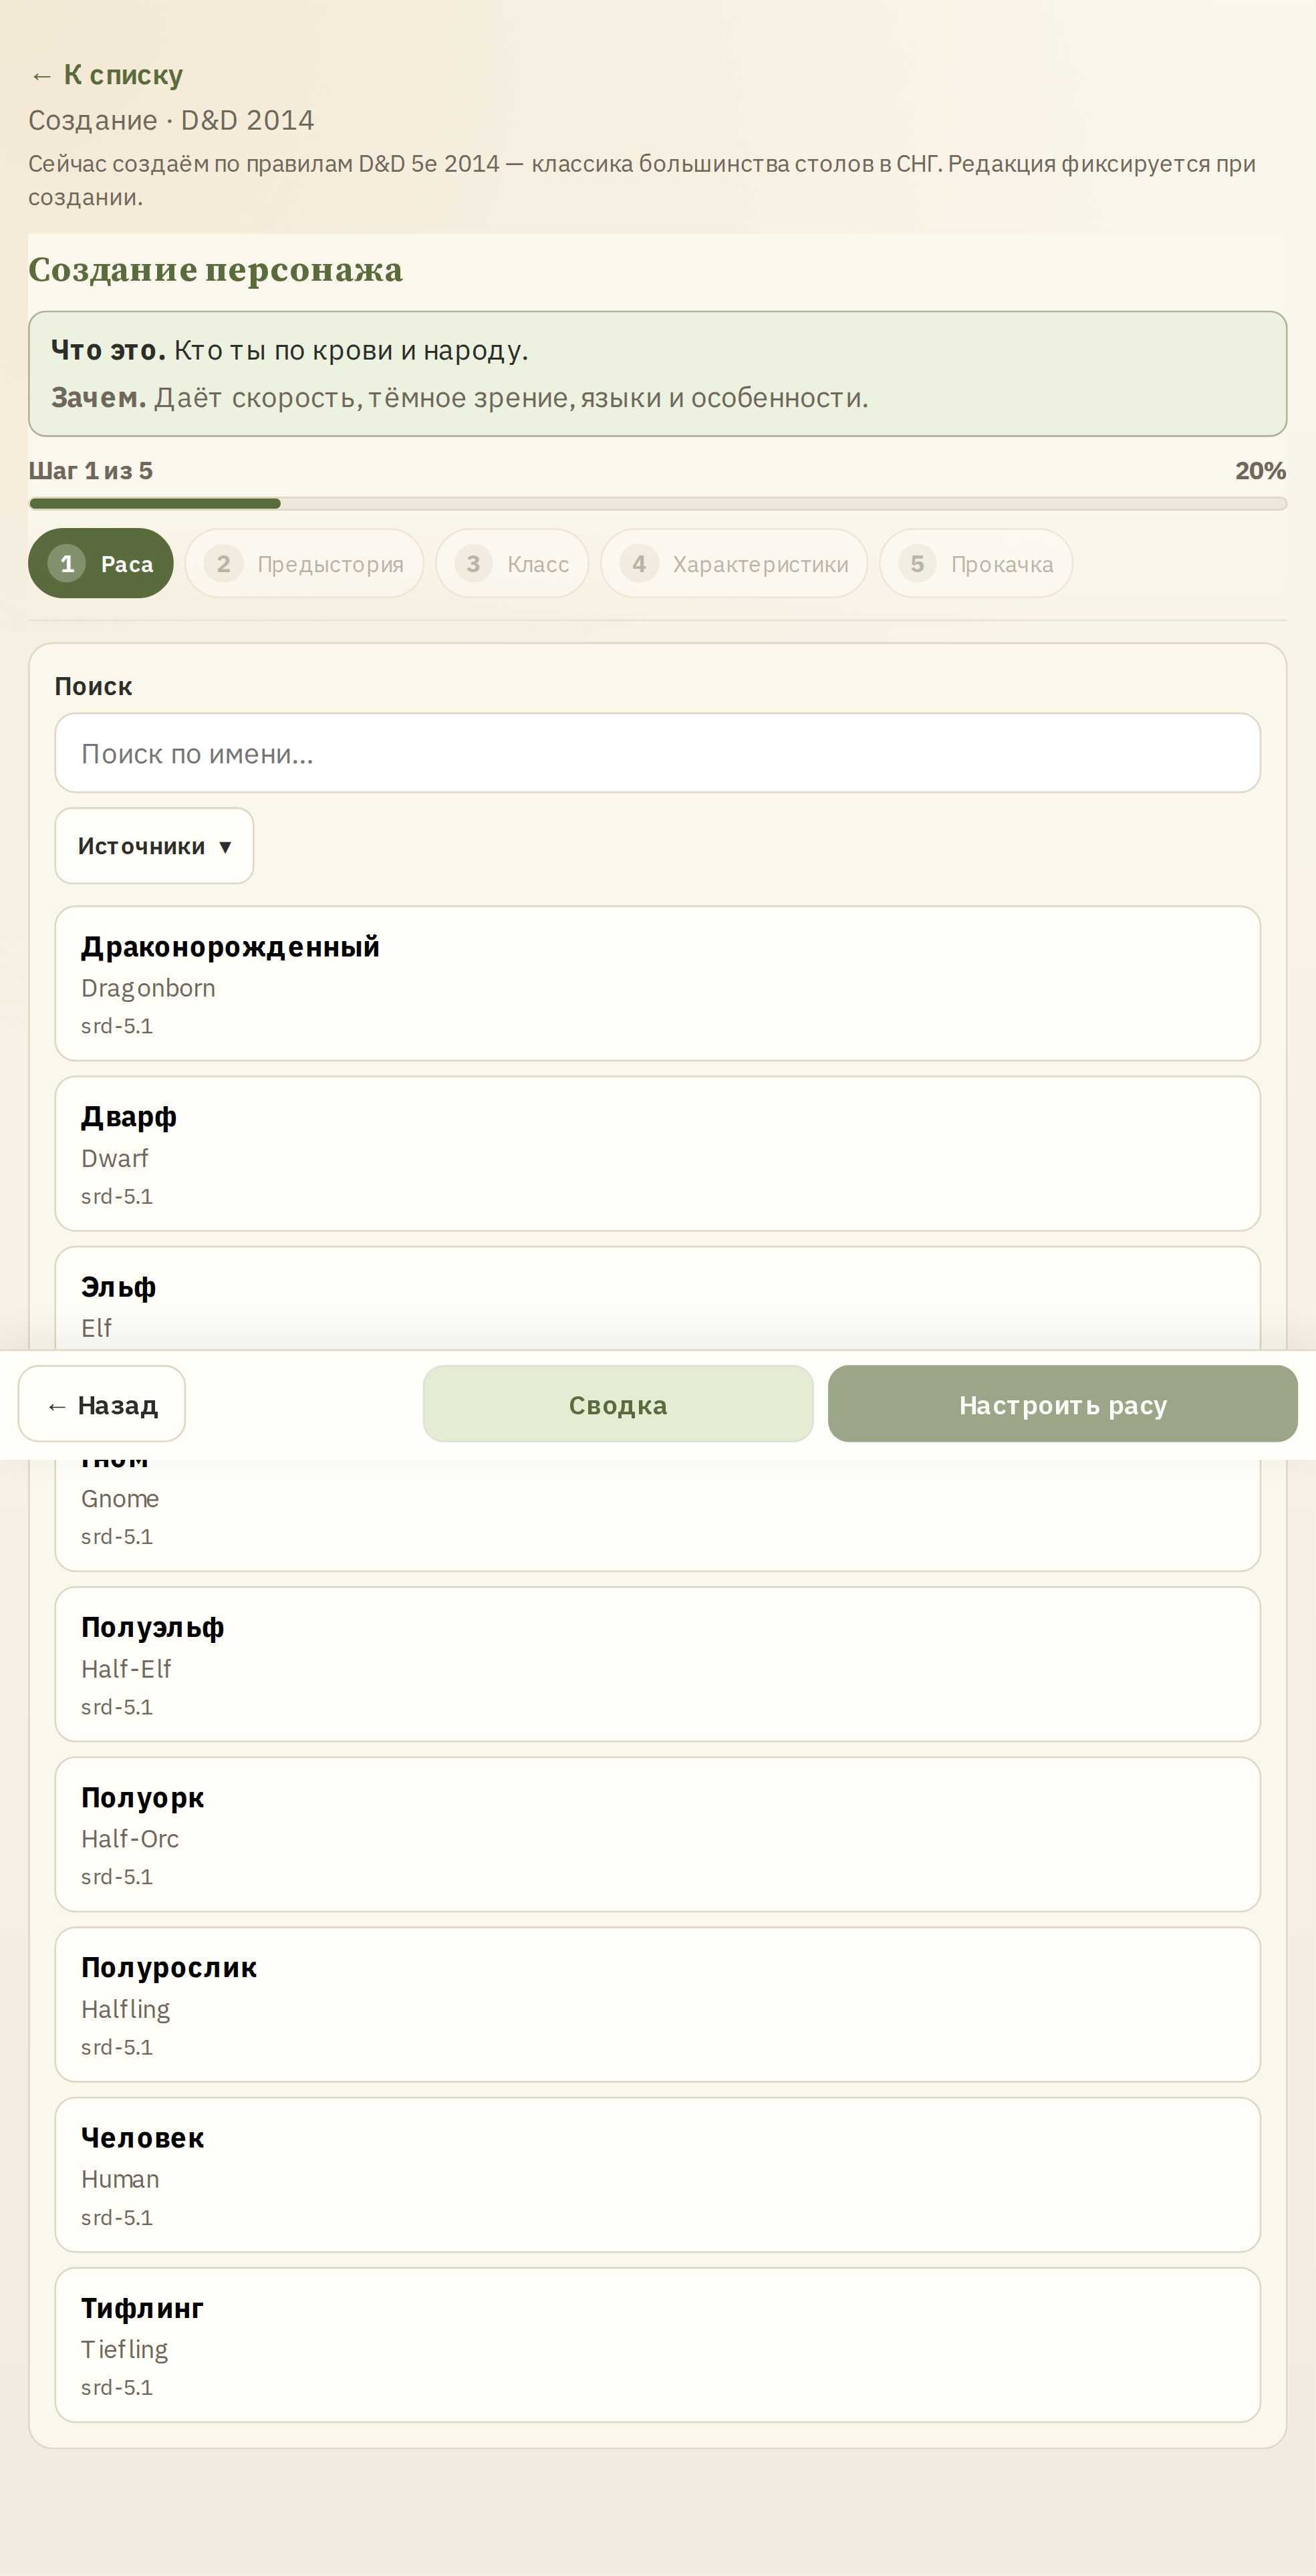 ← К списку
Создание · D&D 2014
Сейчас создаём по правилам D&D 5e 2014 — классика большинства столов в СНГ. Редакция фиксируется при
создании.
Создание персонажа
Что это. Кто ты по крови и народу.
Зачем. Даёт скорость, тёмное зрение, языки и особенности.
Шаг 1 из 5 20%
1 Раса 2 Предыстория 3 Класс 4 Характеристики 5 Прокачка
Поиск
Поиск по имени...
Источники ▾
Драконорожденный
Dragonborn
srd-5.1
Дварф
Dwarf
srd-5.1
Эльф
Elf
← Назад Сводка Настроить расу
Gnome
srd-5.1
Полуэльф
Half-Elf
srd-5.1
Полуорк
Half-Orc
srd-5.1
Полурослик
Halfling
srd-5.1
Человек
Human
srd-5.1
Тифлинг
Tiefling
srd-5.1